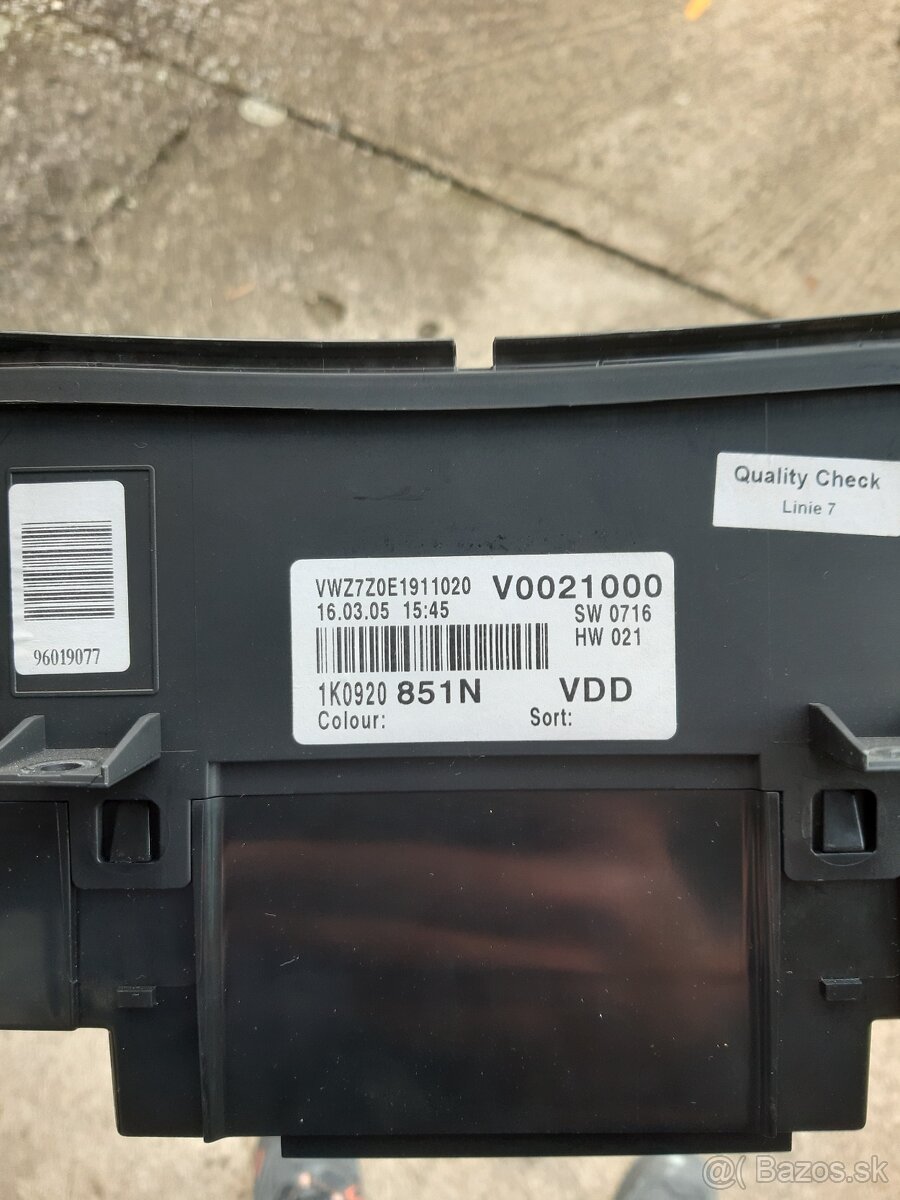 Quality Check
Linie 7
96019077
VWZ7Z0E1911020 V0021000
16.03.05 15:45 SW 0716
HW 021
1K0920 851N VDD
Colour: Sort:
@( Bazos.sk